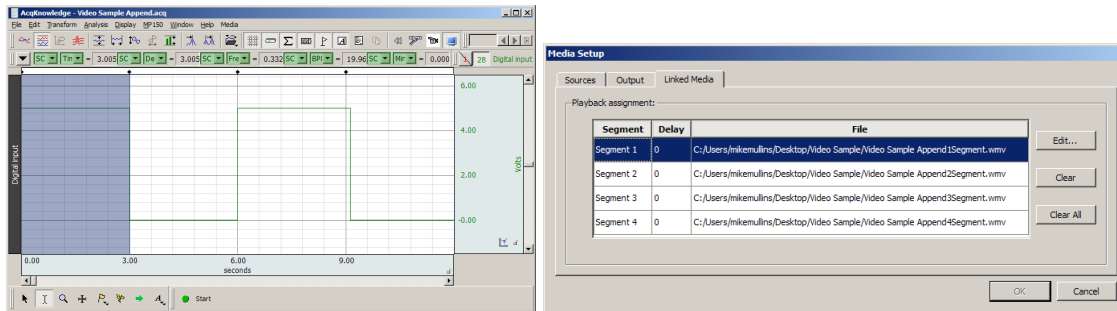 AcqKnowledge - Video Sample Append.acq
File Edit Transform Analysis Display MP150 Window Help Media
SC Tim = 3.005 SC De = 3.005 SC Fre = 0.332 SC BPI = 19.96 SC Mir = 0.000 28 Digital input
6.00
4.00
2.00
-0.00
Digital input
Volts
0.00 3.00 6.00 9.00
seconds
Start
Media Setup
Sources Output Linked Media
Playback assignment:
Segment Delay File
Segment 1 0 C:/Users/mikemullins/Desktop/Video Sample/Video Sample Append1Segment.wmv
Segment 2 0 C:/Users/mikemullins/Desktop/Video Sample/Video Sample Append2Segment.wmv
Segment 3 0 C:/Users/mikemullins/Desktop/Video Sample/Video Sample Append3Segment.wmv
Segment 4 0 C:/Users/mikemullins/Desktop/Video Sample/Video Sample Append4Segment.wmv
Edit...
Clear
Clear All
OK Cancel